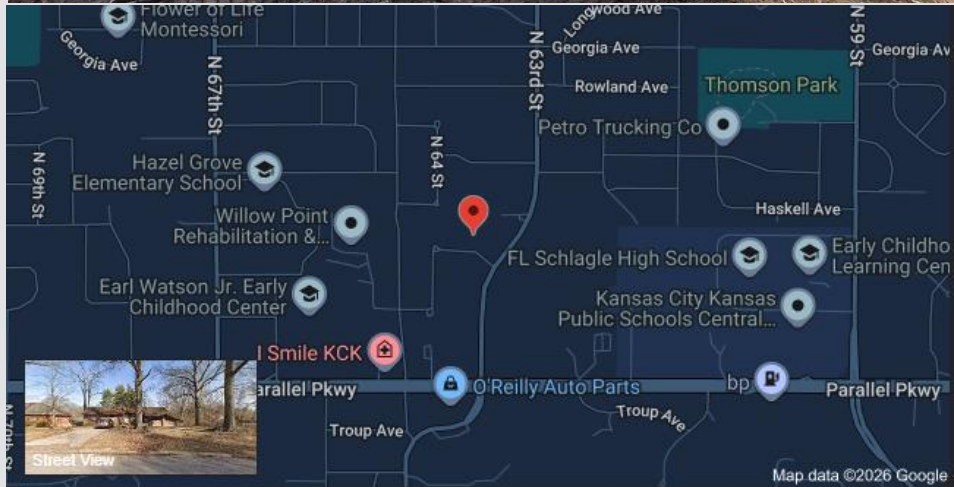 Flower of Life
Montessori
Georgia Ave
N 67th St
N 69th St
Hazel Grove
Elementary School
Willow Point
Rehabilitation &...
Earl Watson Jr. Early
Childhood Center
N 64 St
N 63rd St
Long
wood Ave
Georgia Ave
Rowland Ave
Thomson Park
Petro Trucking Co
N 59 St
Georgia Av
Haskell Ave
FL Schlagle High School
Early Childho
Learning Cen
Kansas City Kansas
Public Schools Central...
l Smile KCK
arallel Pkwy
O'Reilly Auto Parts
bp
Parallel Pkwy
Troup Ave
Troup Ave
N 70th St
Street View
Map data ©2026 Google